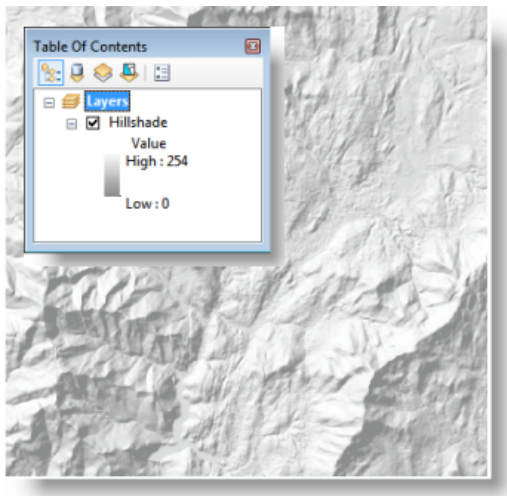 Table Of Contents
Layers
Hillshade
Value
High : 254
Low : 0